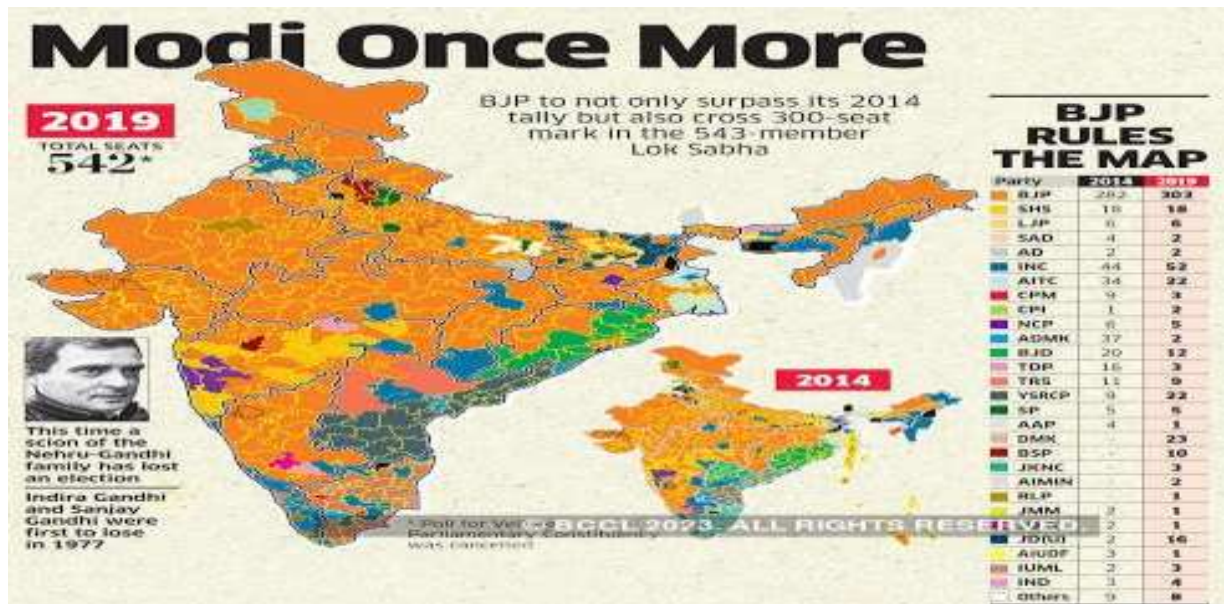 Modi Once More
BJP to not only surpass its 2014
tally but also cross 300-seat
mark in the 543-member
Lok Sabha
2019
TOTAL SEATS
542*
This time a
scion of the
Nehru-Gandhi
family has lost
an election
Indira Gandhi
and Sanjay
Gandhi were
first to lose
in 1977
2014
* Poll for
Parliamentary Constituency
was cancelled
© BCCL 2023. ALL RIGHTS RESERVED.
BJP
RULES
THE MAP
Party 2014 2019
BJP 282 303
SHS 18 18
LJP 6 6
SAD 4 2
AD 2 2
INC 44 52
AITC 34 22
CPM 9 3
CPI 1 2
NCP 6 5
ADMK 37 2
BJD 20 12
TDP 16 3
TRS 11 9
YSRCP 9 22
SP 5 5
AAP 4 1
DMK - 23
BSP - 10
JKNC - 3
AIMIN - 2
RLP - 1
JMM 2 1
2 1
JD(U) 2 16
AIUDF 3 1
IUML 2 3
IND 3 4
Others 9 8